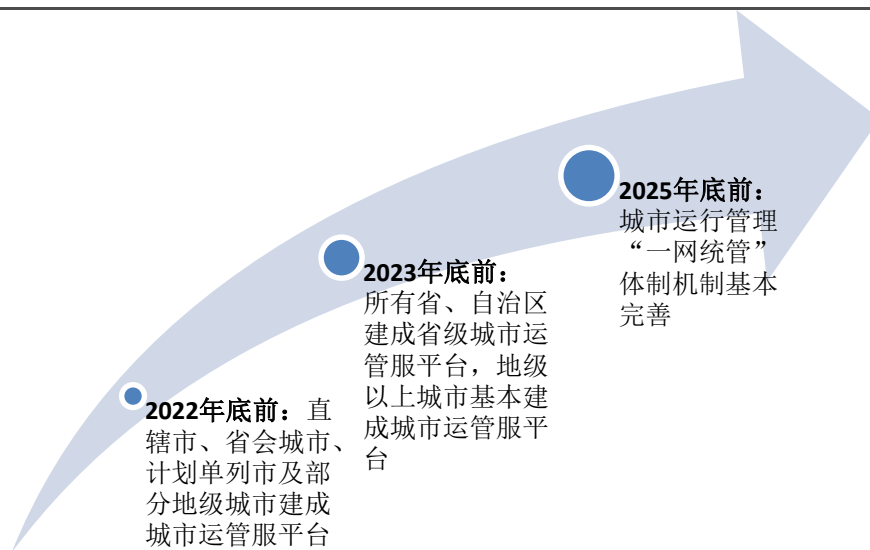 2022年底前：直
辖市、省会城市、
计划单列市及部
分地级城市建成
城市运管服平台
2023年底前：
所有省、自治区
建成省级城市运
管服平台，地级
以上城市基本建
成城市运管服平
台
2025年底前：
城市运行管理
“一网统管”
体制机制基本
完善